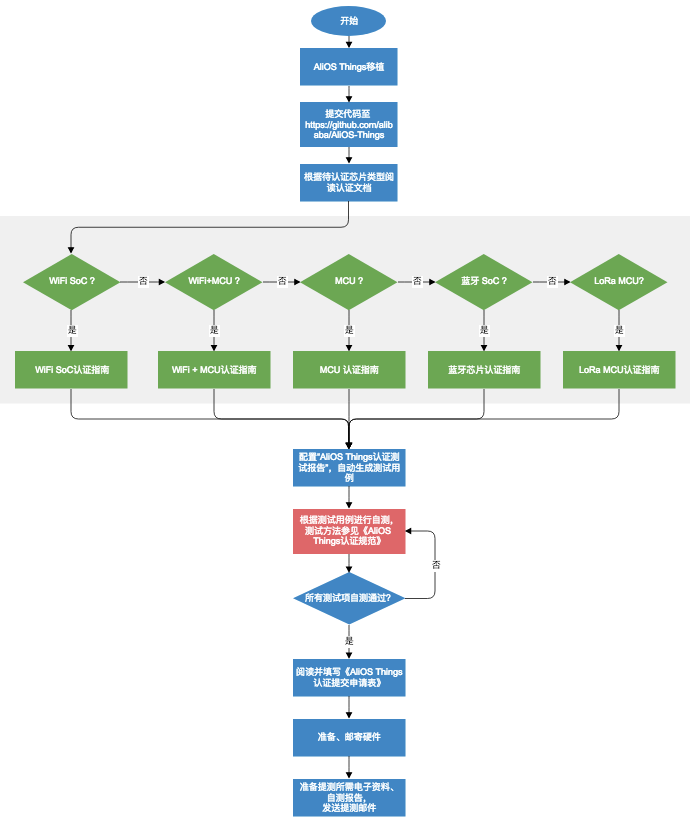 开始
AliOS Things移植
提交代码至
https://github.com/alib
aba/AliOS-Things
根据待认证芯片类型阅
读认证文档
WiFi SoC ?
否
WiFi+MCU ?
否
MCU ?
否
蓝牙 SoC ?
否
LoRa MCU?
是
是
是
是
是
WiFi SoC认证指南
WiFi + MCU认证指南
MCU 认证指南
蓝牙芯片认证指南
LoRa MCU认证指南
配置“AliOS Things认证测
试报告”，自动生成测试用
例
根据测试用例进行自测，
测试方法参见《AliOS
Things认证规范》
否
所有测试项自测通过?
是
阅读并填写《AliOS Things
认证提交申请表》
准备、邮寄硬件
准备提测所需电子资料、
自测报告，
发送提测邮件